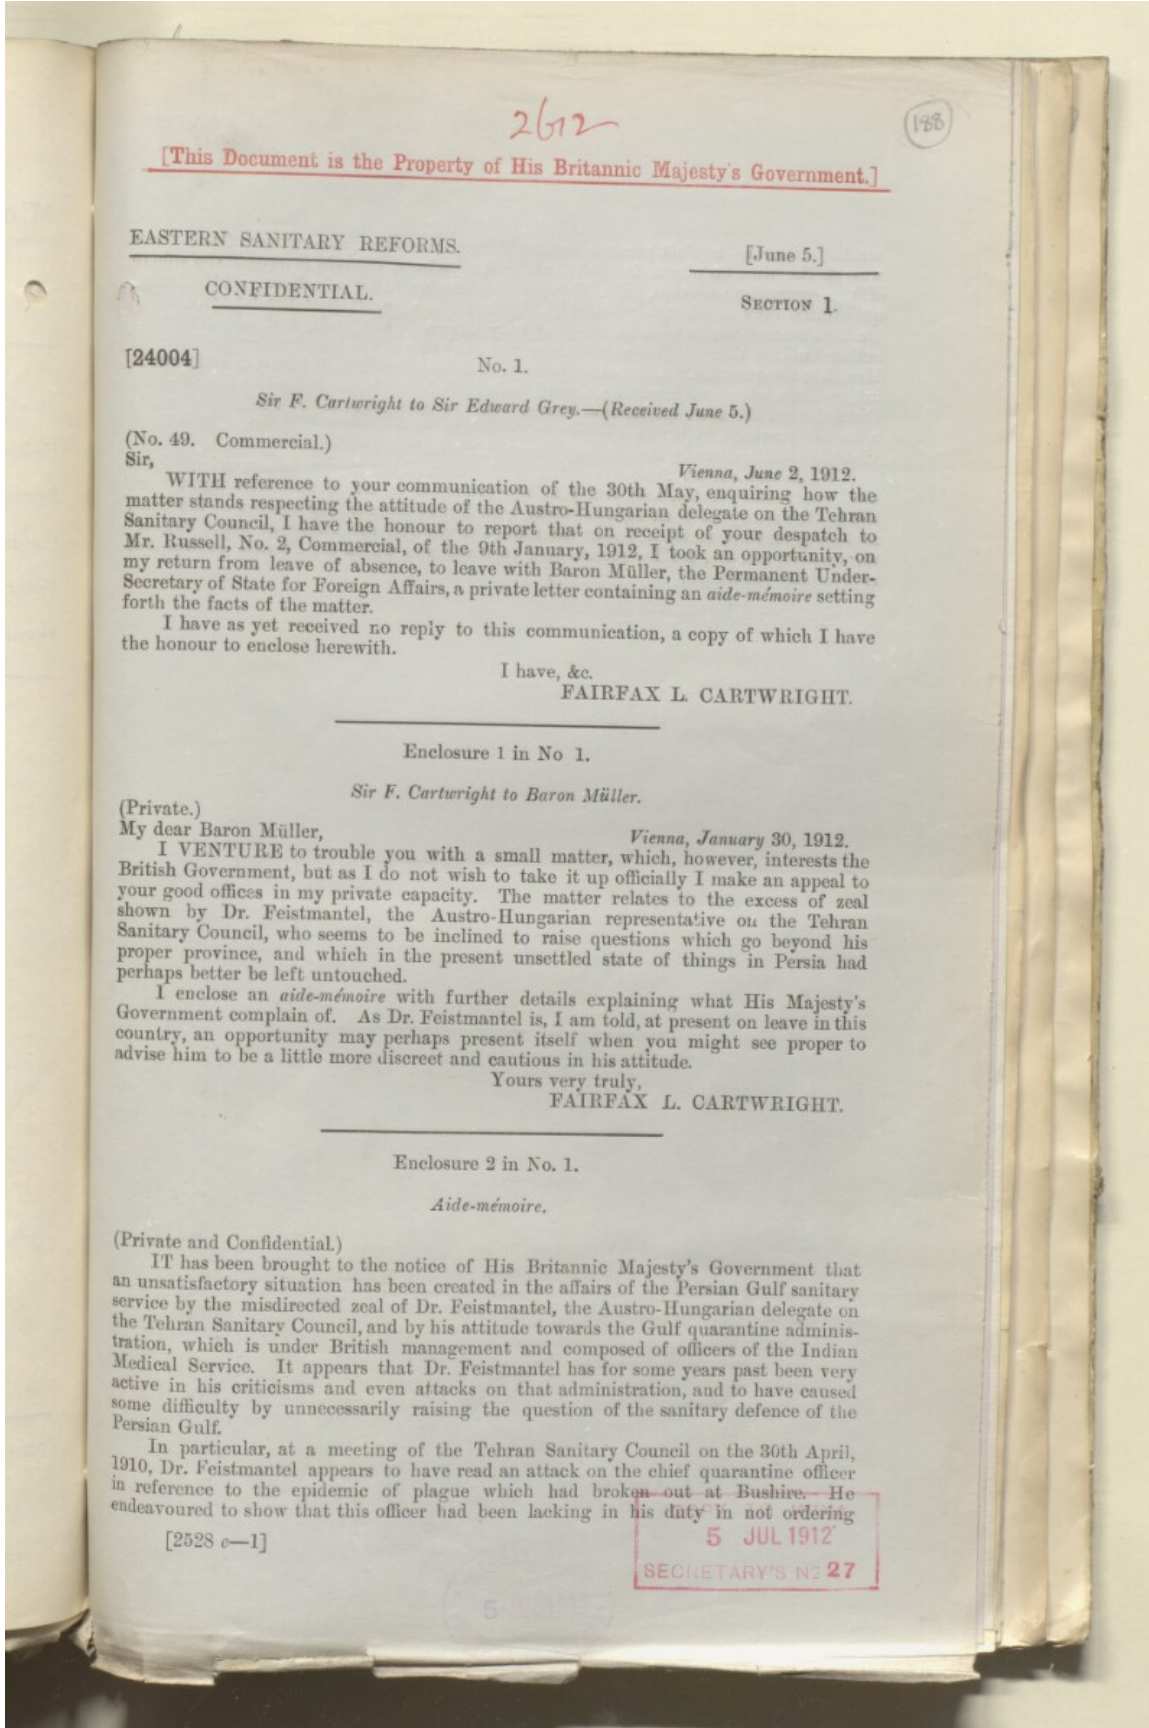 2612
188
[This Document is the Property of His Britannic Majesty's Government.]
EASTERN SANITARY REFORMS.
[June 5.]
CONFIDENTIAL.
SECTION 1.
[24004]
No. 1.
Sir F. Cartwright to Sir Edward Grey.—(Received June 5.)
(No. 49. Commercial.)
Sir,
Vienna, June 2, 1912.
WITH reference to your communication of the 30th May, enquiring how the
matter stands respecting the attitude of the Austro-Hungarian delegate on the Tehran
Sanitary Council, I have the honour to report that on receipt of your despatch to
Mr. Russell, No. 2, Commercial, of the 9th January, 1912, I took an opportunity, on
my return from leave of absence, to leave with Baron Müller, the Permanent Under-
Secretary of State for Foreign Affairs, a private letter containing an aide-mémoire setting
forth the facts of the matter.
I have as yet received no reply to this communication, a copy of which I have
the honour to enclose herewith.
I have, &c.
FAIRFAX L. CARTWRIGHT.
Enclosure 1 in No 1.
Sir F. Cartwright to Baron Müller.
(Private.)
My dear Baron Müller,
Vienna, January 30, 1912.
I VENTURE to trouble you with a small matter, which, however, interests the
British Government, but as I do not wish to take it up officially I make an appeal to
your good offices in my private capacity. The matter relates to the excess of zeal
shown by Dr. Feistmantel, the Austro-Hungarian representative on the Tehran
Sanitary Council, who seems to be inclined to raise questions which go beyond his
proper province, and which in the present unsettled state of things in Persia had
perhaps better be left untouched.
I enclose an aide-mémoire with further details explaining what His Majesty's
Government complain of. As Dr. Feistmantel is, I am told, at present on leave in this
country, an opportunity may perhaps present itself when you might see proper to
advise him to be a little more discreet and cautious in his attitude.
Yours very truly,
FAIRFAX L. CARTWRIGHT.
Enclosure 2 in No. 1.
Aide-mémoire.
(Private and Confidential.)
IT has been brought to the notice of His Britannic Majesty's Government that
an unsatisfactory situation has been created in the affairs of the Persian Gulf sanitary
service by the misdirected zeal of Dr. Feistmantel, the Austro-Hungarian delegate on
the Tehran Sanitary Council, and by his attitude towards the Gulf quarantine adminis-
tration, which is under British management and composed of officers of the Indian
Medical Service. It appears that Dr. Feistmantel has for some years past been very
active in his criticisms and even attacks on that administration, and to have caused
some difficulty by unnecessarily raising the question of the sanitary defence of the
Persian Gulf.
In particular, at a meeting of the Tehran Sanitary Council on the 30th April,
1910, Dr. Feistmantel appears to have read an attack on the chief quarantine officer
in reference to the epidemic of plague which had broken out at Bushire. He
endeavoured to show that this officer had been lacking in his duty in not ordering
[2528 e—1]
5 JUL 1912
SECRETARY'S No 27
5